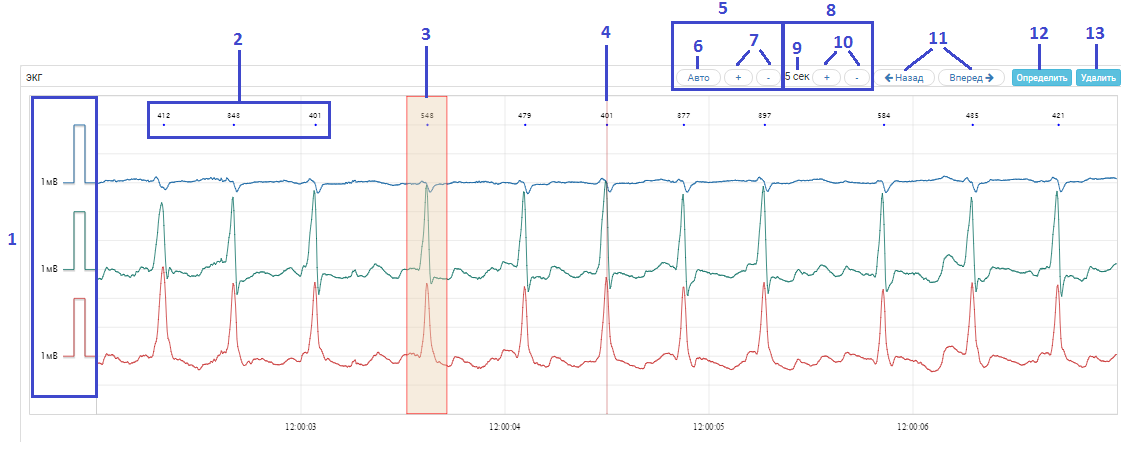 5 8
2 3 4 6 7 9 10 11 12 13
ЭКГ Авто + - 5 сек + - Назад Вперед Определить Удалить
412 848 401 548 479 401 877 897 584 485 421
1мВ
1
1мВ
1мВ
12:00:03 12:00:04 12:00:05 12:00:06